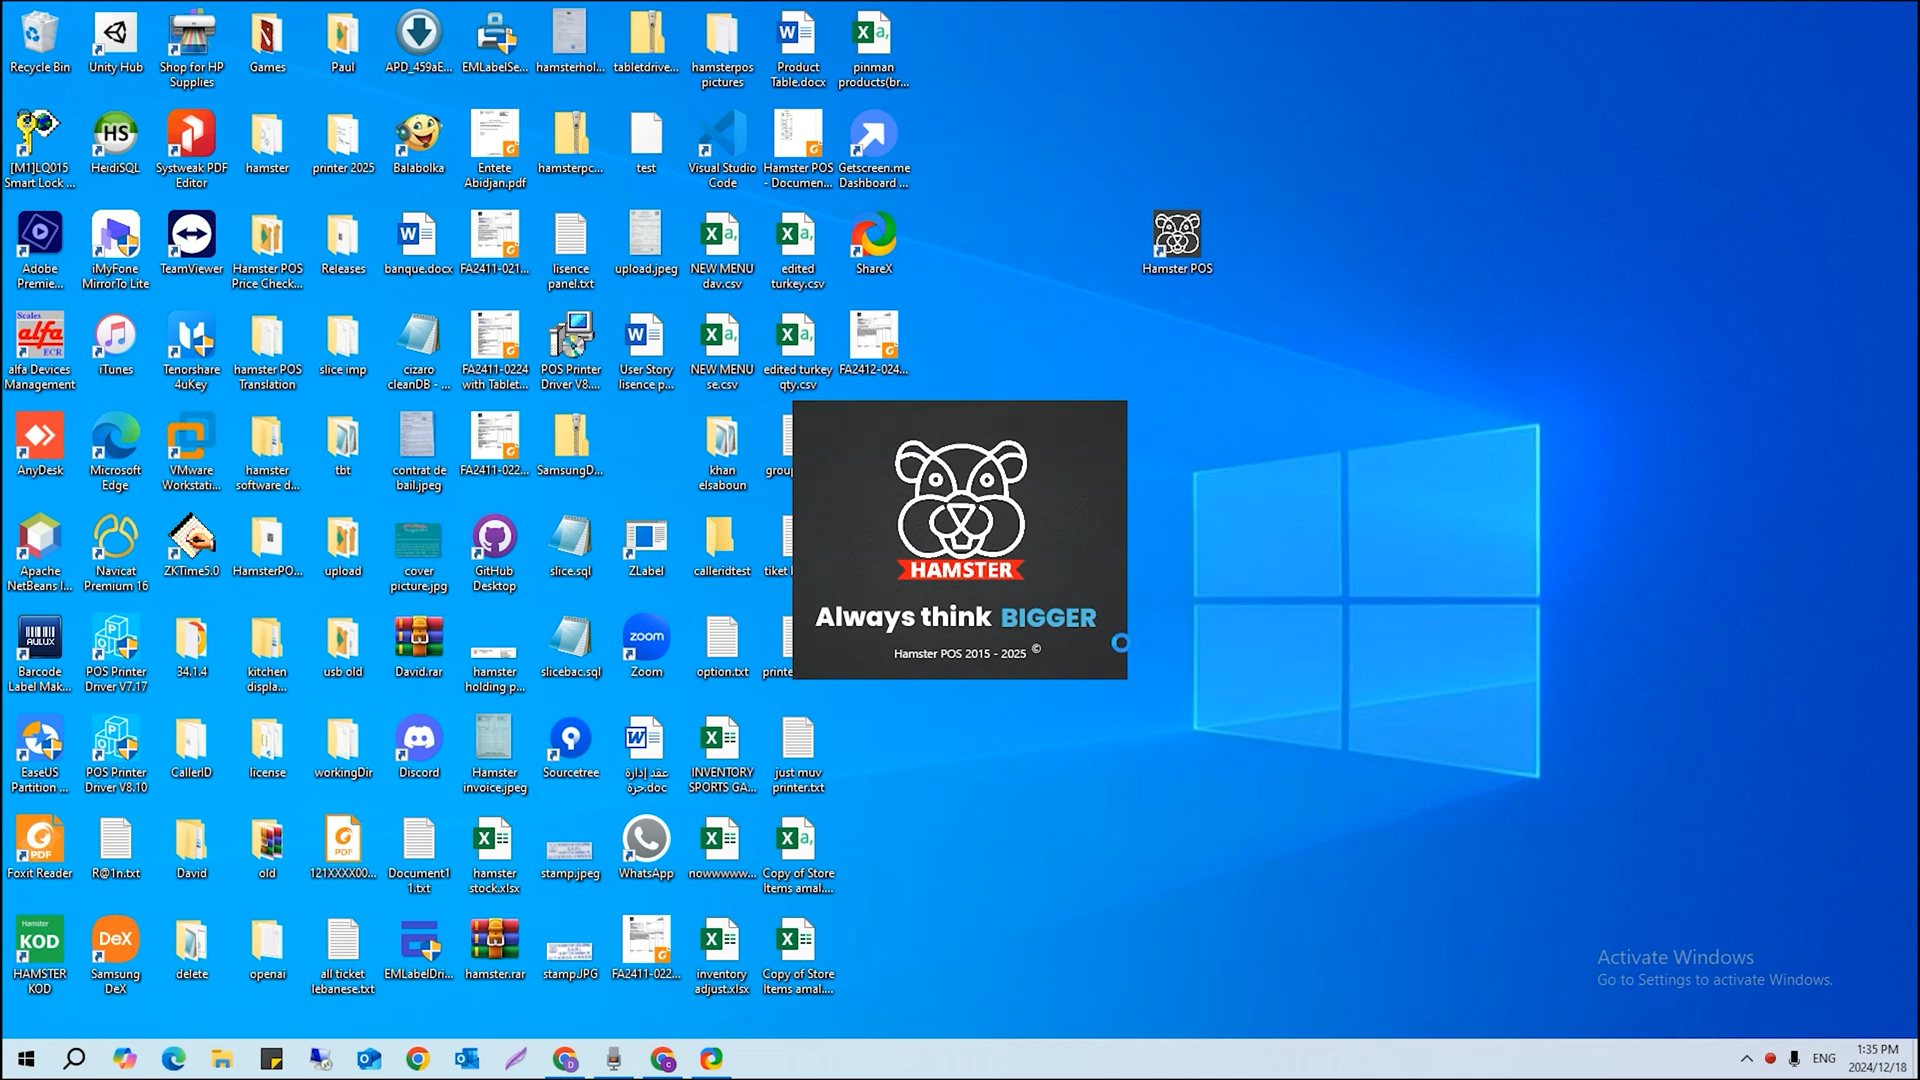 Recycle Bin
Unity Hub
Shop for HP
Supplies
Games
Paul
APD_459aE...
EMLabelSe...
hamsterhol...
tabletdrive...
hamsterpos
pictures
Product
Table.docx
pinman
products(br...
[M1]LQ015
Smart Lock ...
HeidiSQL
Systweak PDF
Editor
hamster
printer 2025
Balabolka
Entete
Abidjan.pdf
hamsterpc...
test
Visual Studio
Code
Hamster POS
- Documen...
Getscreen.me
Dashboard ...
Adobe
Premie...
iMyFone
MirrorTo Lite
TeamViewer
Hamster POS
Price Check...
Releases
banque.docx
FA2411-021...
lisence
panel.txt
upload.jpeg
NEW MENU
dav.csv
edited
turkey.csv
ShareX
Hamster POS
alfa Devices
Management
iTunes
Tenorshare
4uKey
hamster POS
Translation
slice imp
cizaro
cleanDB - ...
FA2411-0224
with Tablet...
POS Printer
Driver V8....
User Story
lisence p...
NEW MENU
se.csv
edited turkey
qty.csv
FA2412-024...
AnyDesk
Microsoft
Edge
VMware
Workstati...
hamster
software d...
tbt
contrat de
bail.jpeg
FA2411-022...
SamsungD...
khan
elsaboun
group
Apache
NetBeans I...
Navicat
Premium 16
ZKTime5.0
HamsterPO...
upload
cover
picture.jpg
GitHub
Desktop
slice.sql
ZLabel
calleridtest
tiket
HAMSTER
Always think BIGGER
Hamster POS 2015 - 2025 ©
Barcode
Label Mak...
POS Printer
Driver V7.17
34.1.4
kitchen
displa...
usb old
David.rar
hamster
holding p...
slicebac.sql
Zoom
option.txt
printe
EaseUS
Partition ...
POS Printer
Driver V8.10
CallerID
license
workingDir
Discord
Hamster
invoice.jpeg
Sourcetree
عقد إدارة
حرة.doc
INVENTORY
SPORTS GA...
just muv
printer.txt
Foxit Reader
R@1n.txt
David
old
121XXXX00...
Document1
1.txt
hamster
stock.xlsx
stamp.jpeg
WhatsApp
nowwwww...
Copy of Store
Items amal....
HAMSTER
KOD
Samsung
DeX
delete
openai
all ticket
lebanese.txt
EMLabelDri...
hamster.rar
stamp.JPG
FA2411-022...
inventory
adjust.xlsx
Copy of Store
Items amal....
Activate Windows
Go to Settings to activate Windows.
ENG
1:35 PM
2024/12/18